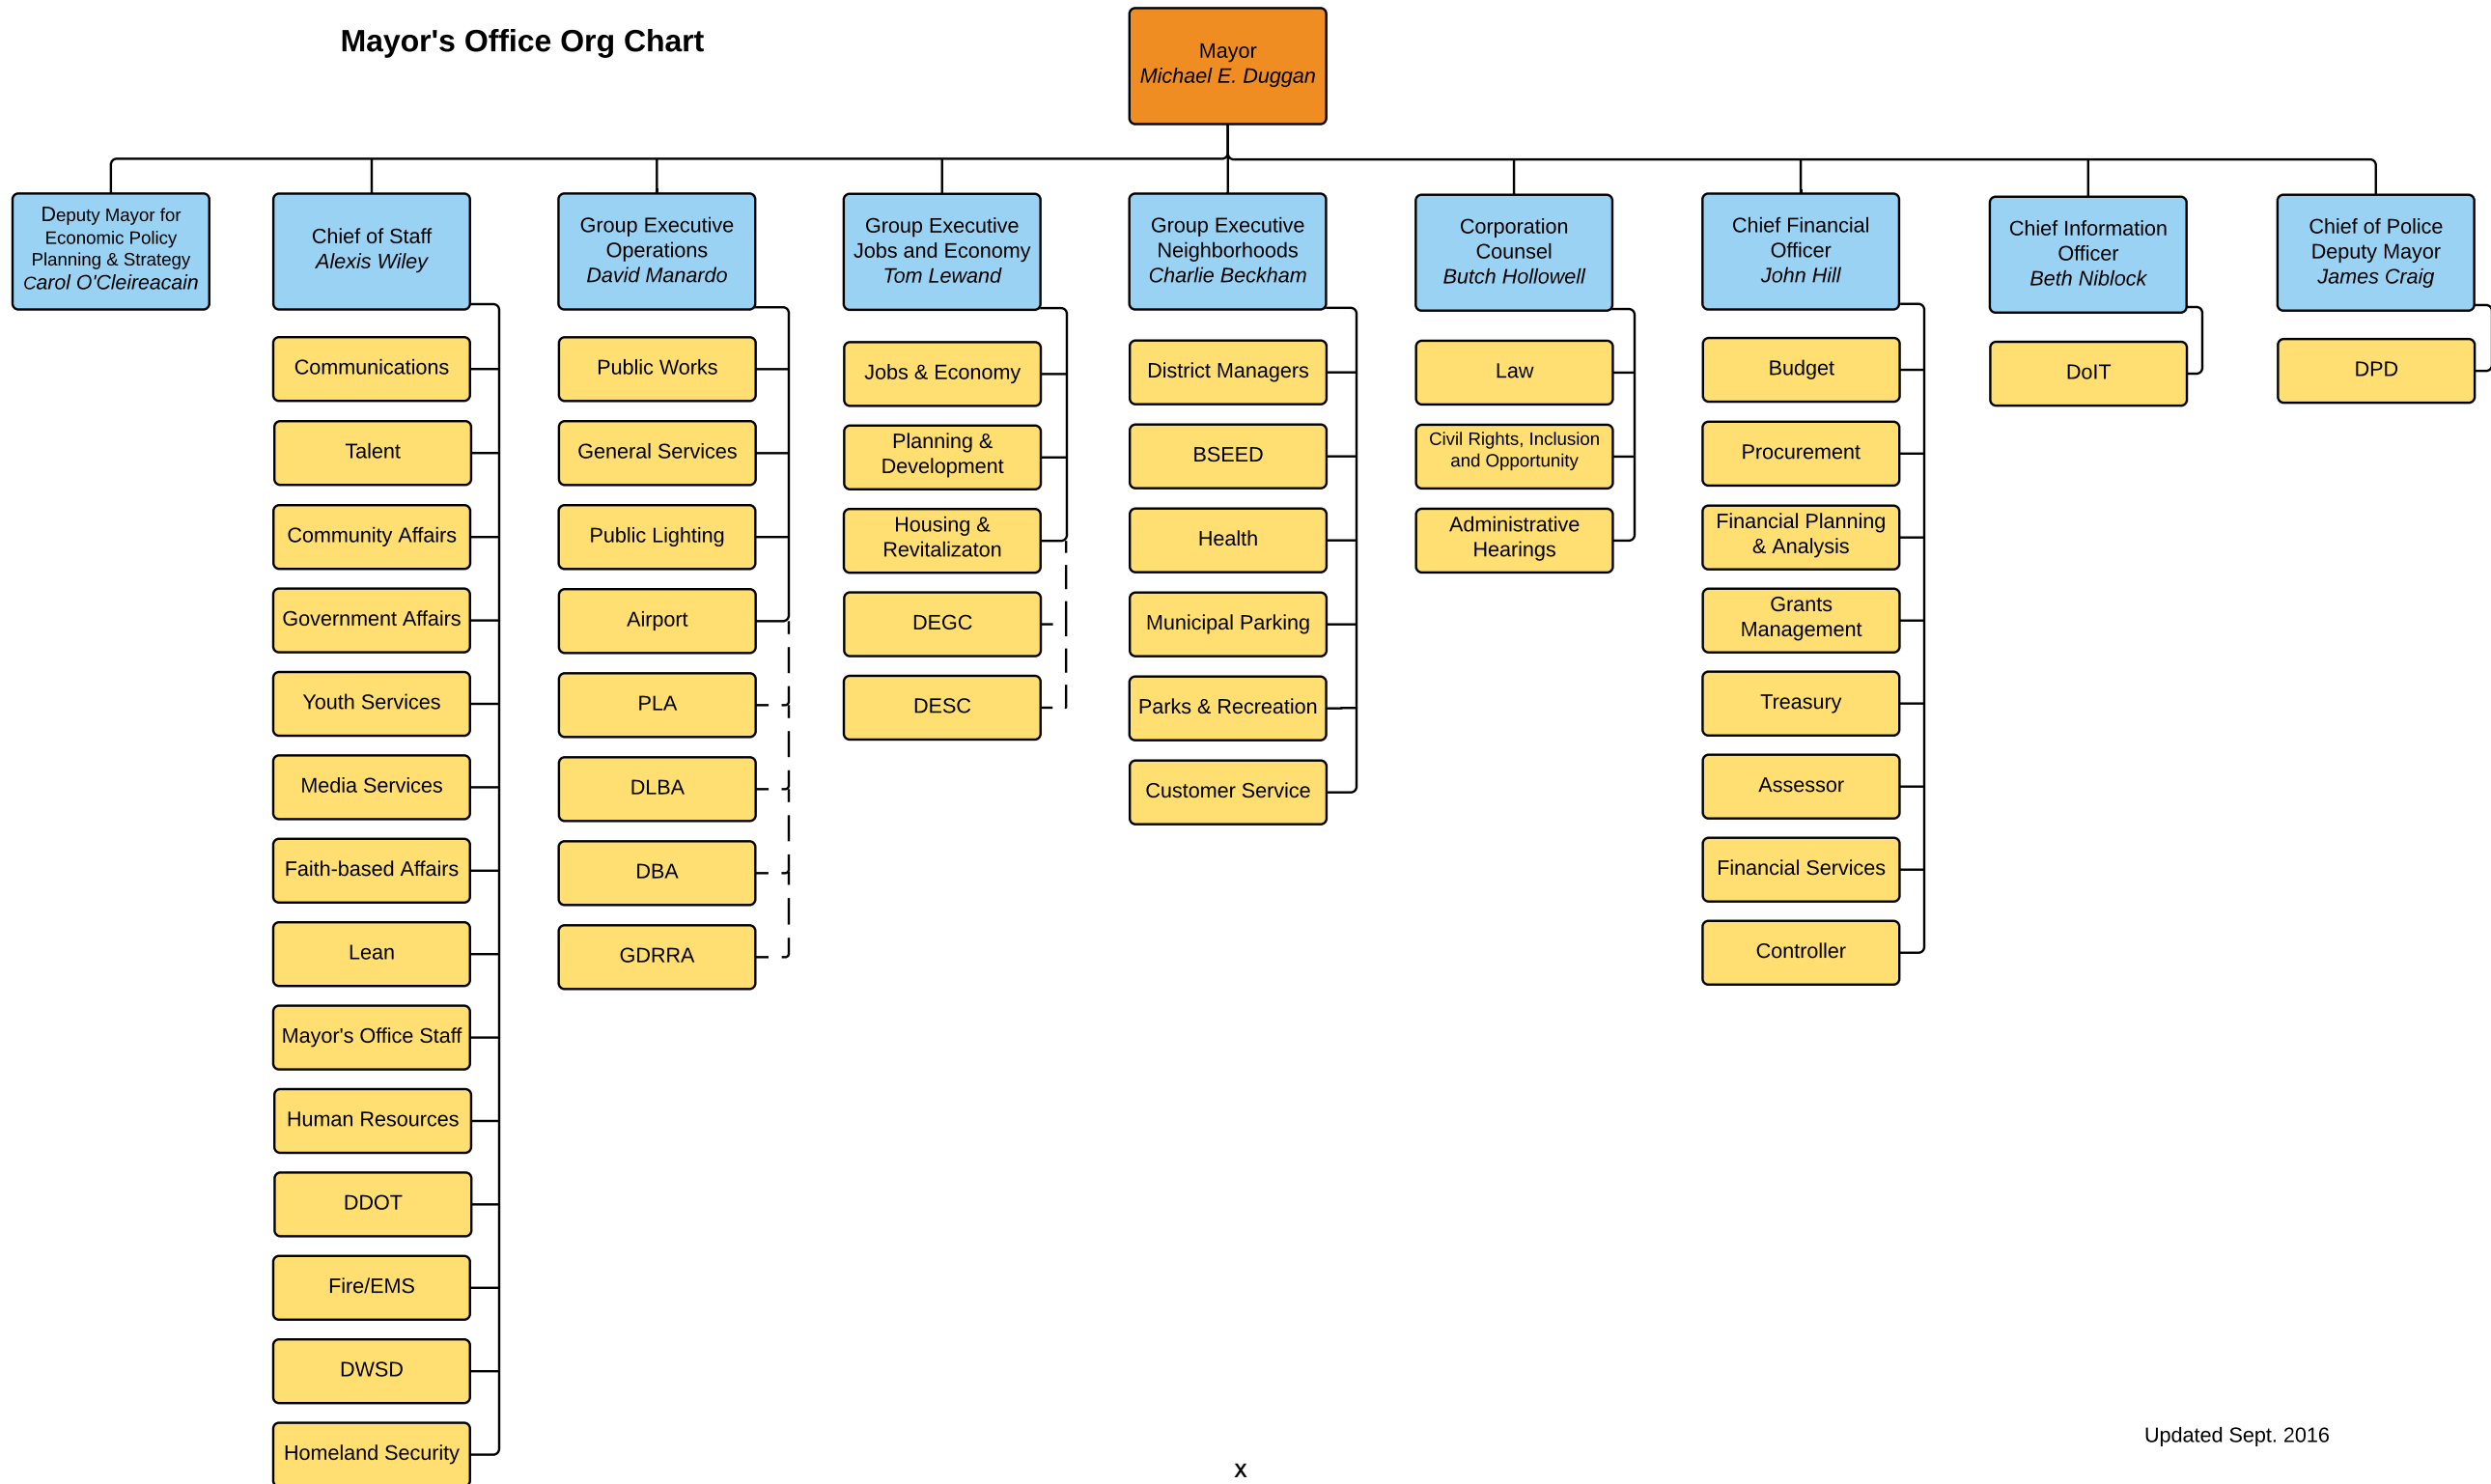 Mayor's Office Org Chart
Mayor
Michael E. Duggan
Deputy Mayor for
Economic Policy
Planning & Strategy
Carol O'Cleireacain
Chief of Staff
Alexis Wiley
Communications
Talent
Community Affairs
Government Affairs
Youth Services
Media Services
Faith-based Affairs
Lean
Mayor's Office Staff
Human Resources
DDOT
Fire/EMS
DWSD
Homeland Security
Group Executive
Operations
David Manardo
Public Works
General Services
Public Lighting
Airport
PLA
DLBA
DBA
GDRRA
Group Executive
Jobs and Economy
Tom Lewand
Jobs & Economy
Planning &
Development
Housing &
Revitalizaton
DEGC
DESC
Group Executive
Neighborhoods
Charlie Beckham
District Managers
BSEED
Health
Municipal Parking
Parks & Recreation
Customer Service
Corporation
Counsel
Butch Hollowell
Law
Civil Rights, Inclusion
and Opportunity
Administrative
Hearings
Chief Financial
Officer
John Hill
Budget
Procurement
Financial Planning
& Analysis
Grants
Management
Treasury
Assessor
Financial Services
Controller
Chief Information
Officer
Beth Niblock
DoIT
Chief of Police
Deputy Mayor
James Craig
DPD
Updated Sept. 2016
x